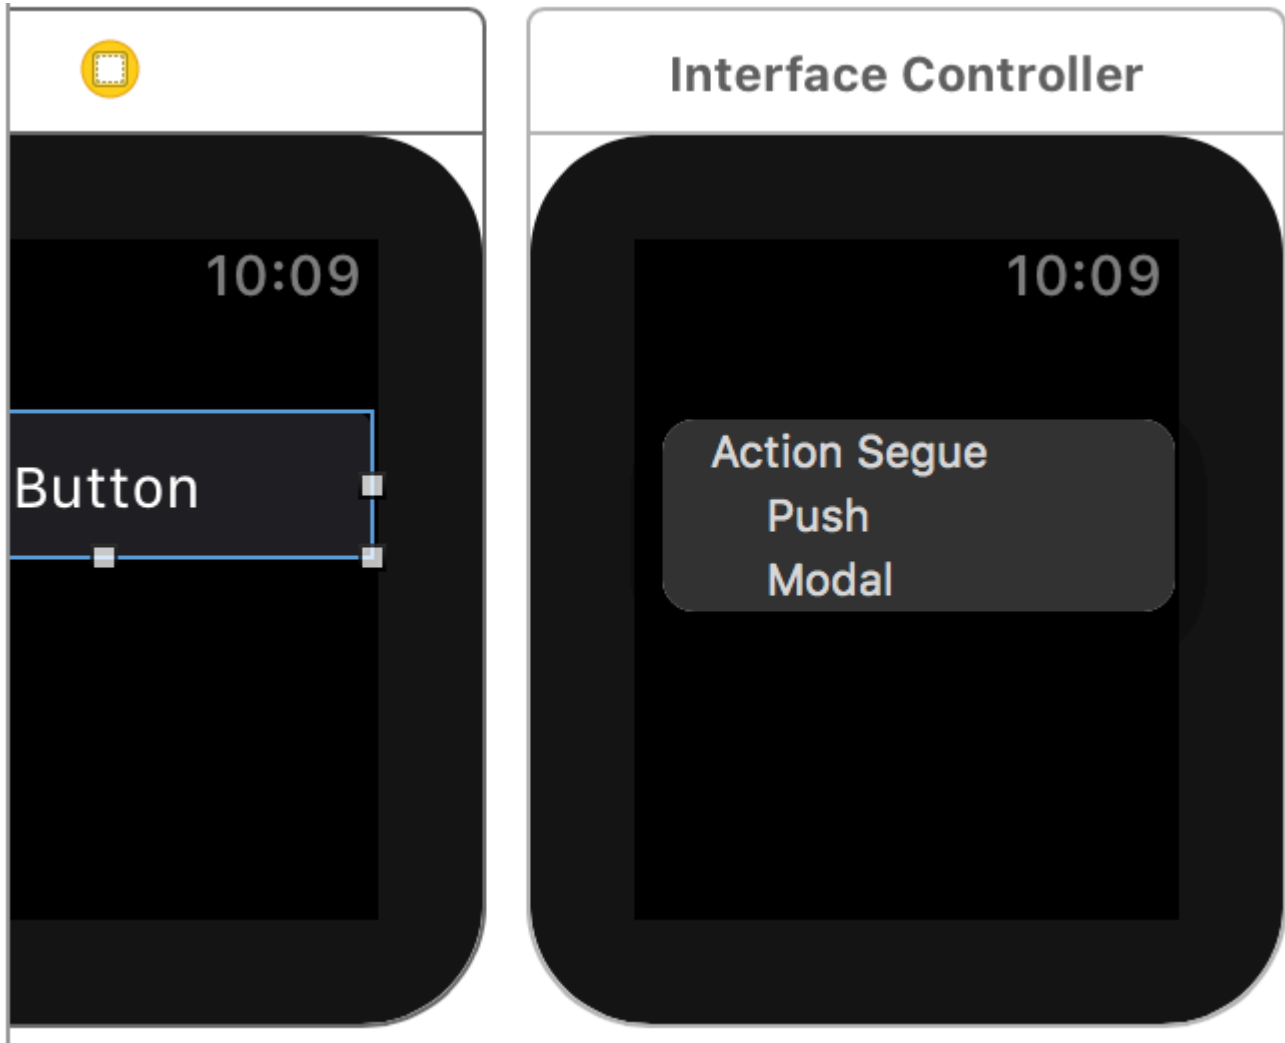 Interface Controller
10:09
10:09
Button
Action Segue
Push
Modal